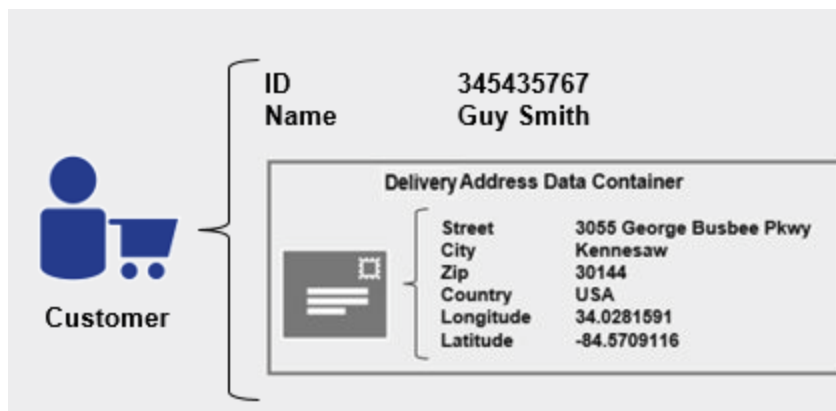 ID 345435767
Name Guy Smith
Delivery Address Data Container
Street 3055 George Busbee Pkwy
City Kennesaw
Zip 30144
Country USA
Longitude 34.0281591
Latitude -84.5709116
Customer